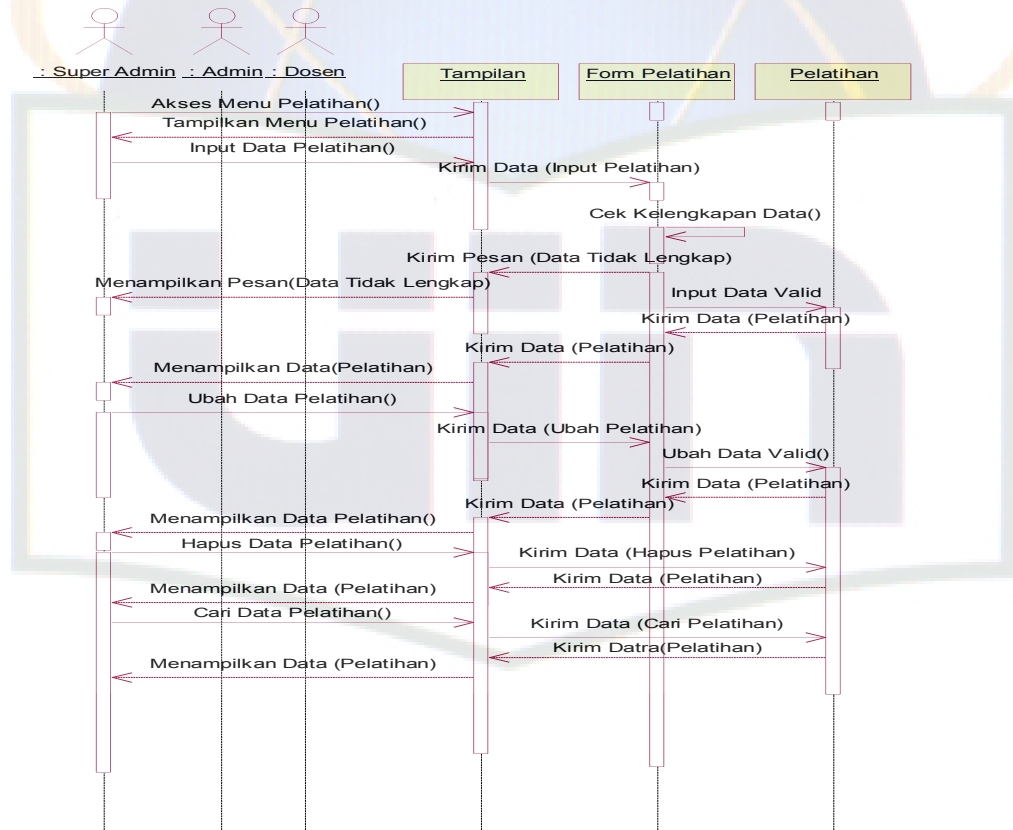 : Super Admin : Admin : Dosen Tampilan Form Pelatihan Pelatihan
Akses Menu Pelatihan()
Tampilkan Menu Pelatihan()
Input Data Pelatihan()
Kirim Data (Input Pelatihan)
Cek Kelengkapan Data()
Kirim Pesan (Data Tidak Lengkap)
Menampilkan Pesan(Data Tidak Lengkap)
Input Data Valid
Kirim Data (Pelatihan)
Kirim Data (Pelatihan)
Menampilkan Data(Pelatihan)
Ubah Data Pelatihan()
Kirim Data (Ubah Pelatihan)
Ubah Data Valid()
Kirim Data (Pelatihan)
Kirim Data (Pelatihan)
Menampilkan Data Pelatihan()
Hapus Data Pelatihan()
Kirim Data (Hapus Pelatihan)
Kirim Data (Pelatihan)
Menampilkan Data (Pelatihan)
Cari Data Pelatihan()
Kirim Data (Cari Pelatihan)
Kirim Datra(Pelatihan)
Menampilkan Data (Pelatihan)
uin